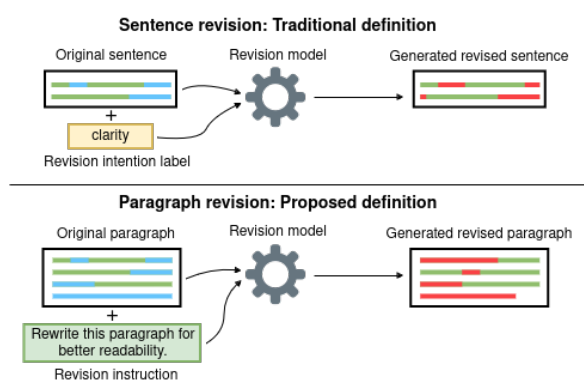 Sentence revision: Traditional definition
Original sentence
Revision model
Generated revised sentence
+
clarity
Revision intention label
Paragraph revision: Proposed definition
Original paragraph
Revision model
Generated revised paragraph
+
Rewrite this paragraph for
better readability.
Revision instruction